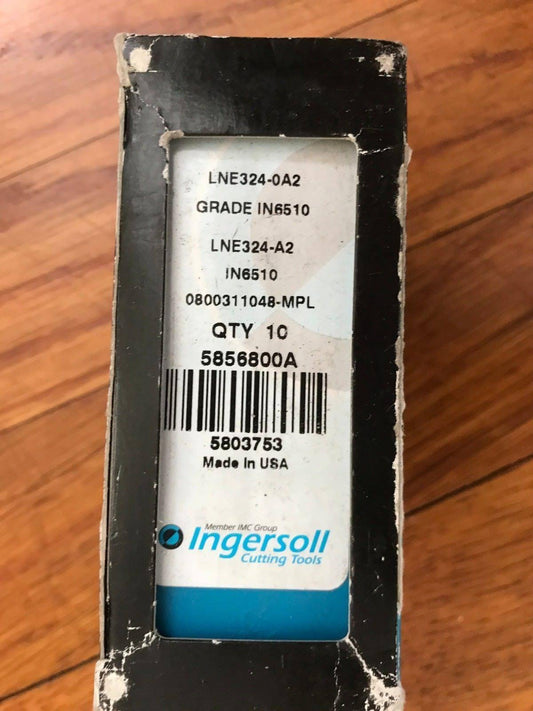 LNE324-0A2
GRADE IN6510
LNE324-A2
IN6510
0800311048-MPL
QTY 10
5856800A
5803753
Made In USA
Member IMC Group
Ingersoll
Cutting Tools